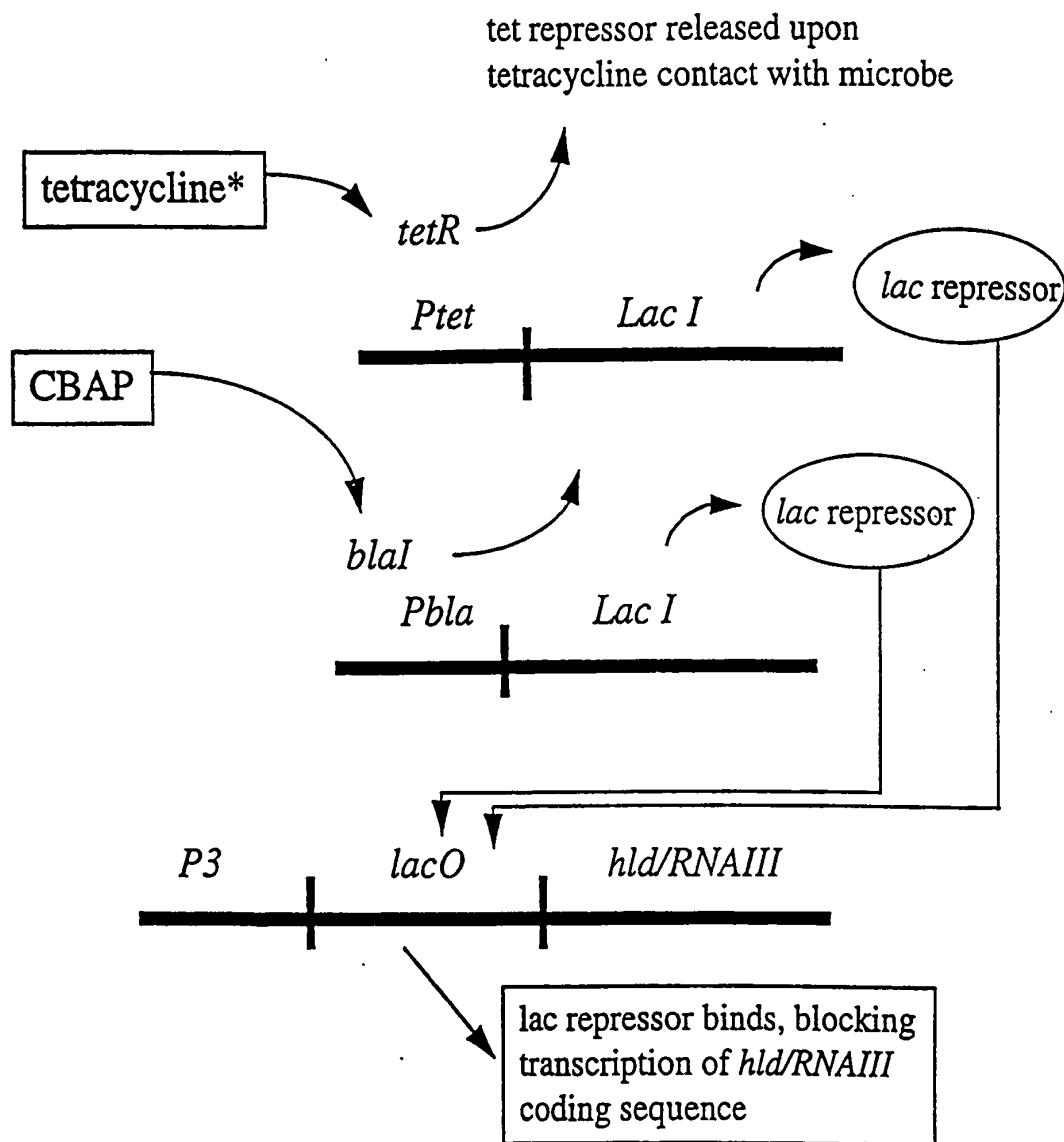 tet repressor released upon
tetracycline contact with microbe
tetracycline*
tetR
lac repressor
Ptet
Lac I
CBAP
lac repressor
blaI
Pbla
Lac I
P3
lacO
hld/RNAIII
lac repressor binds, blocking
transcription of hld/RNAIII
coding sequence